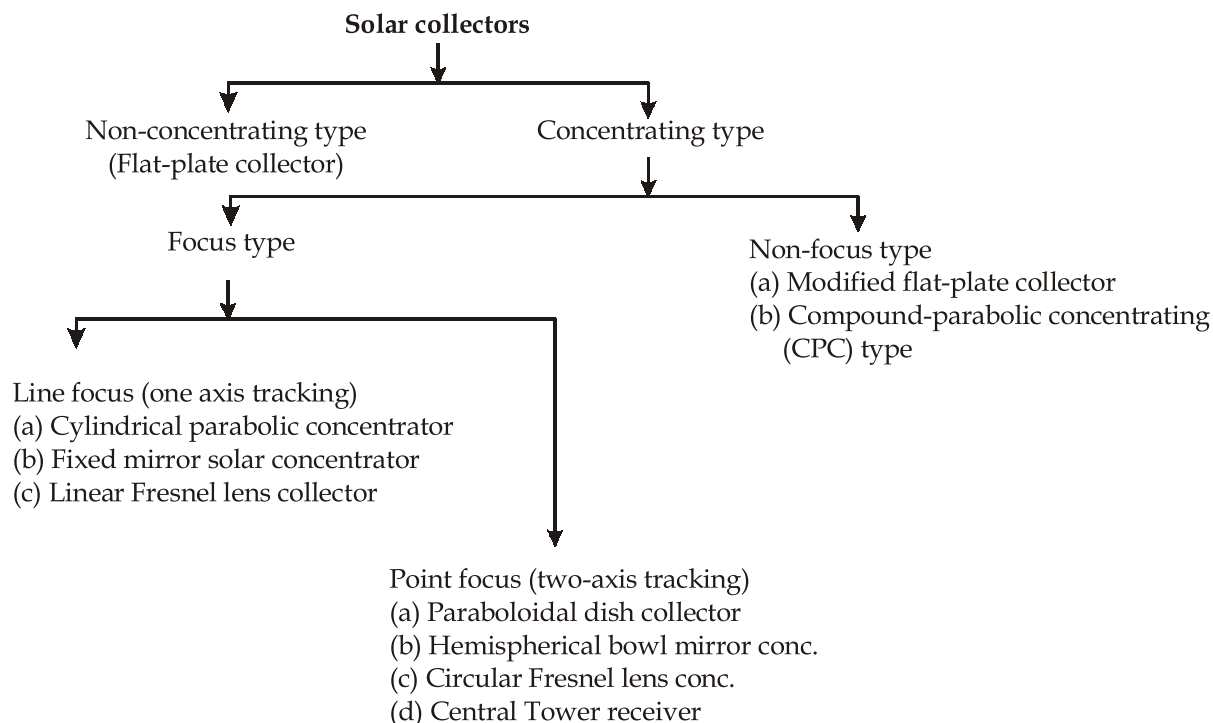 Solar collectors
Non-concentrating type
(Flat-plate collector)
Concentrating type
Focus type
Non-focus type
(a) Modified flat-plate collector
(b) Compound-parabolic concentrating
(CPC) type
Line focus (one axis tracking)
(a) Cylindrical parabolic concentrator
(b) Fixed mirror solar concentrator
(c) Linear Fresnel lens collector
Point focus (two-axis tracking)
(a) Paraboloidal dish collector
(b) Hemispherical bowl mirror conc.
(c) Circular Fresnel lens conc.
(d) Central Tower receiver